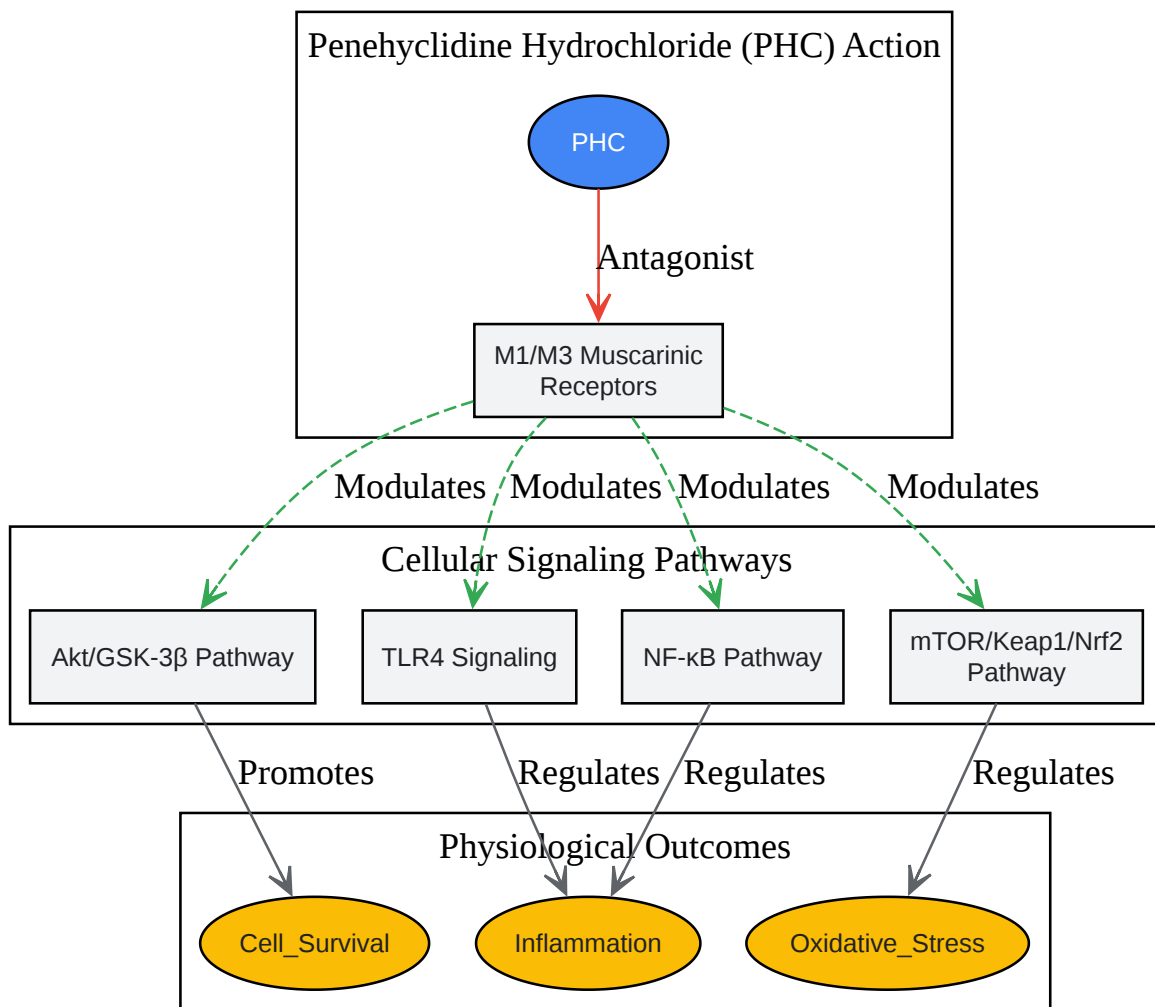 Penehyclidine Hydrochloride (PHC) Action
PHC
Antagonist
M1/M3 Muscarinic
Receptors
Modulates
Modulates
Modulates
Modulates
Cellular Signaling Pathways
Akt/GSK-3β Pathway
TLR4 Signaling
NF-κB Pathway
mTOR/Keap1/Nrf2
Pathway
Promotes
Regulates
Regulates
Regulates
Physiological Outcomes
Cell_Survival
Inflammation
Oxidative_Stress